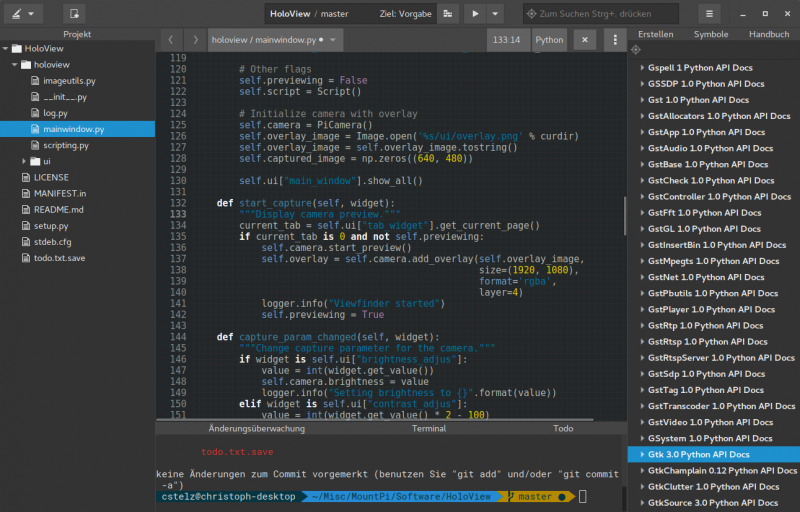 HoloView / master
Ziel: Vorgabe
Zum Suchen Strg+. drücken
Projekt
HoloView
holoview
imageutils.py
__init__.py
log.py
mainwindow.py
scripting.py
ui
LICENSE
MANIFEST.in
README.md
setup.py
stdeb.cfg
todo.txt.save
holoview / mainwindow.py •
133:14
Python
119
120 # Other flags
121 self.previewing = False
122 self.script = Script()
123
124 # Initialize camera with overlay
125 self.camera = PiCamera()
126 self.overlay_image = Image.open('%s/ui/overlay.png' % curdir)
127 self.overlay_image = self.overlay_image.tostring()
128 self.captured_image = np.zeros((640, 480))
129
130 self.ui["main_window"].show_all()
131
132 def start_capture(self, widget):
133 """Display camera preview."""
134 current_tab = self.ui["tab_widget"].get_current_page()
135 if current_tab is 0 and not self.previewing:
136 self.camera.start_preview()
137 self.overlay = self.camera.add_overlay(self.overlay_image,
138 size=(1920, 1080),
139 format='rgba',
140 layer=4)
141 logger.info("Viewfinder started")
142 self.previewing = True
143
144 def capture_param_changed(self, widget):
145 """Change capture parameter for the camera."""
146 if widget is self.ui["brightness_adjus"]:
147 value = int(widget.get_value())
148 self.camera.brightness = value
149 logger.info("Setting brightness to {}".format(value))
150 elif widget is self.ui["contrast_adjus"]:
151 value = int(widget.get_value() * 2 - 100)
Änderungsüberwachung
Terminal
Todo
todo.txt.save
keine Änderungen zum Commit vorgemerkt (benutzen Sie "git add" und/oder "git commit
-a")
cstelz@christoph-desktop ~/Misc/MountPi/Software/HoloView master
Erstellen
Symbole
Handbuch
Gspell 1 Python API Docs
GSSDP 1.0 Python API Docs
Gst 1.0 Python API Docs
GstAllocators 1.0 Python API Docs
GstApp 1.0 Python API Docs
GstAudio 1.0 Python API Docs
GstBase 1.0 Python API Docs
GstCheck 1.0 Python API Docs
GstController 1.0 Python API Docs
GstFft 1.0 Python API Docs
GstGL 1.0 Python API Docs
GstInsertBin 1.0 Python API Docs
GstMpegts 1.0 Python API Docs
GstNet 1.0 Python API Docs
GstPbutils 1.0 Python API Docs
GstPlayer 1.0 Python API Docs
GstRtp 1.0 Python API Docs
GstRtsp 1.0 Python API Docs
GstRtspServer 1.0 Python API Docs
GstSdp 1.0 Python API Docs
GstTag 1.0 Python API Docs
GstTranscoder 1.0 Python API Docs
GstVideo 1.0 Python API Docs
GSystem 1.0 Python API Docs
Gtk 3.0 Python API Docs
GtkChamplain 0.12 Python API Docs
GtkClutter 1.0 Python API Docs
GtkSource 3.0 Python API Docs